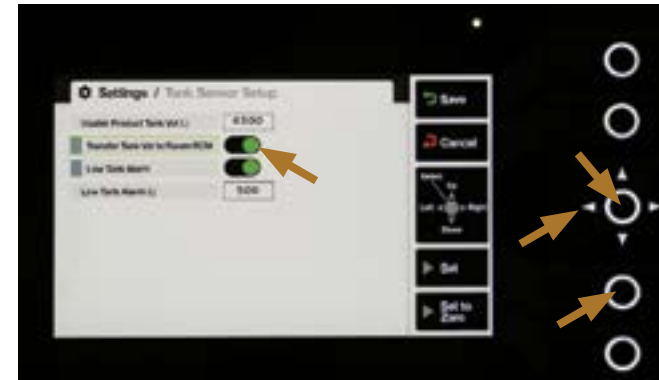 Settings / Tank Sensor Setup
Usable Product Tank Vol (L)
6500
Transfer Tank Vol to Raven RCM
Low Tank Alarm
Low Tank Alarm (L)
500
Save
Cancel
Select
Up
Left
Right
Down
Set
Set to
Zero